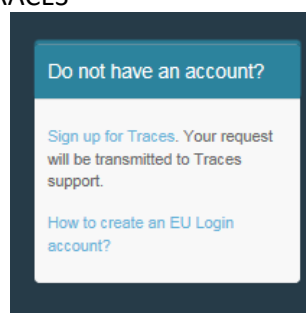 ACES
Do not have an account?
Sign up for Traces. Your request
will be transmitted to Traces
support.
How to create an EU Login
account?